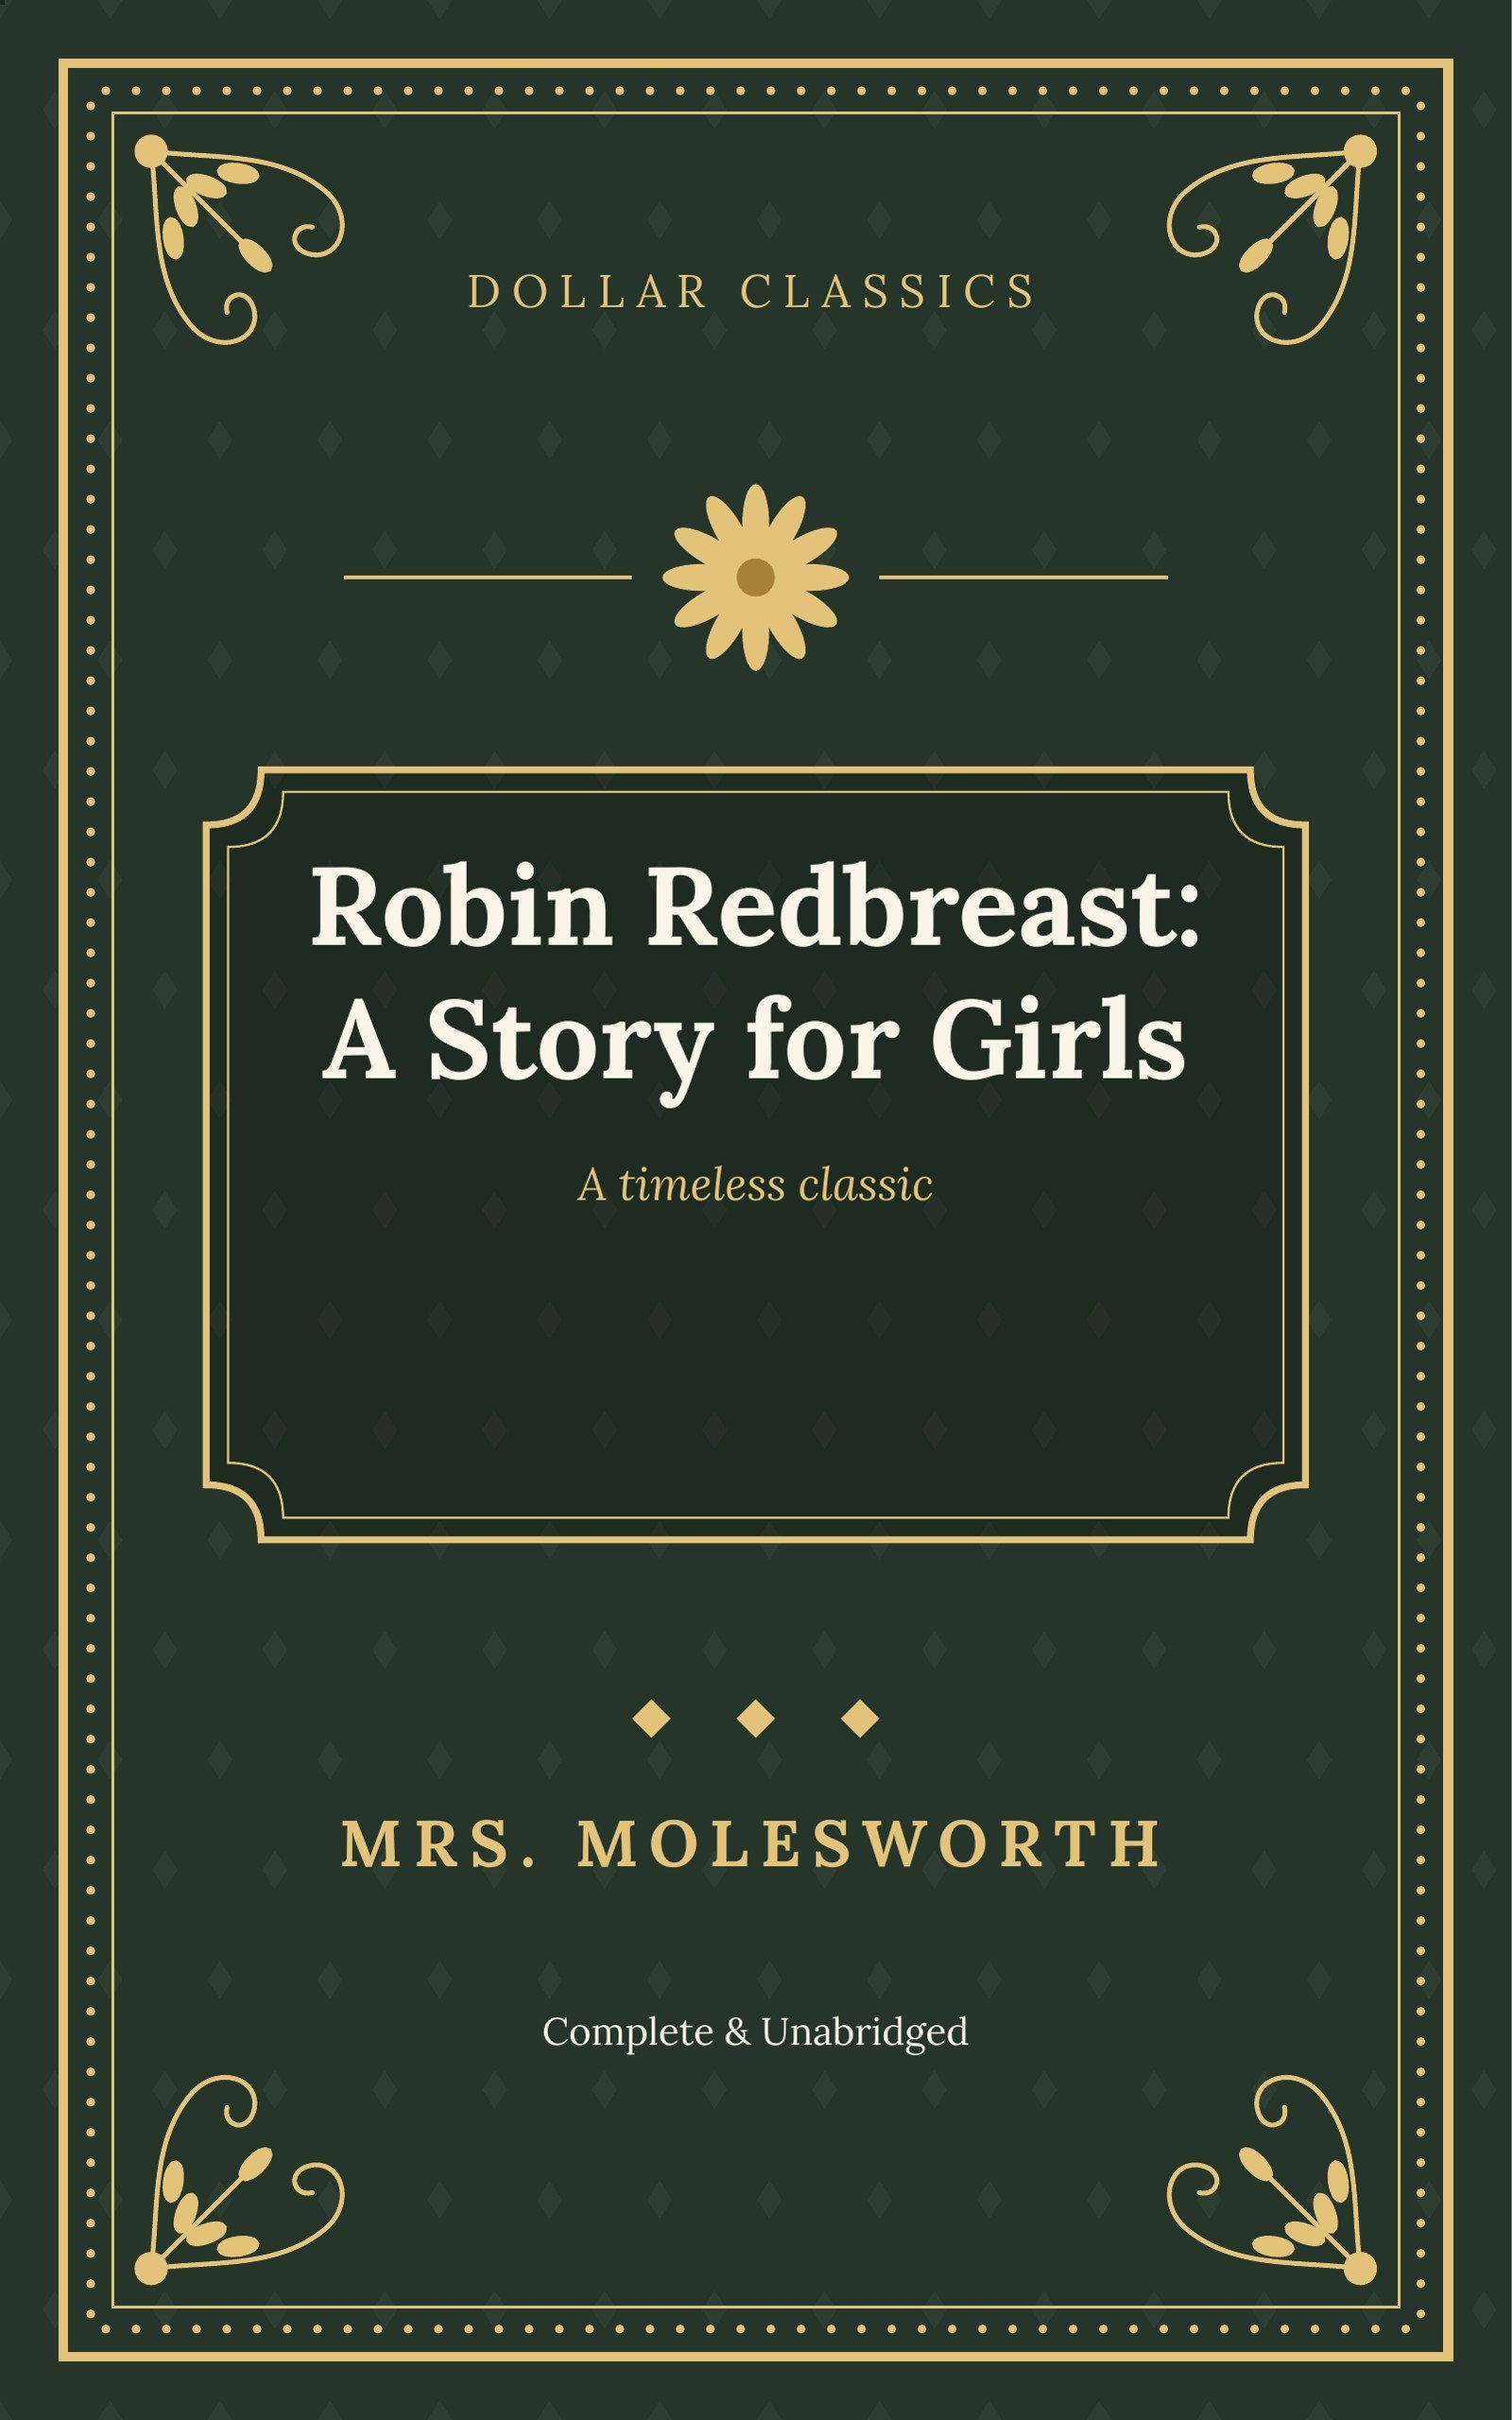 DOLLAR CLASSICS
Robin Redbreast:
A Story for Girls
A timeless classic
MRS. MOLESWORTH
Complete & Unabridged